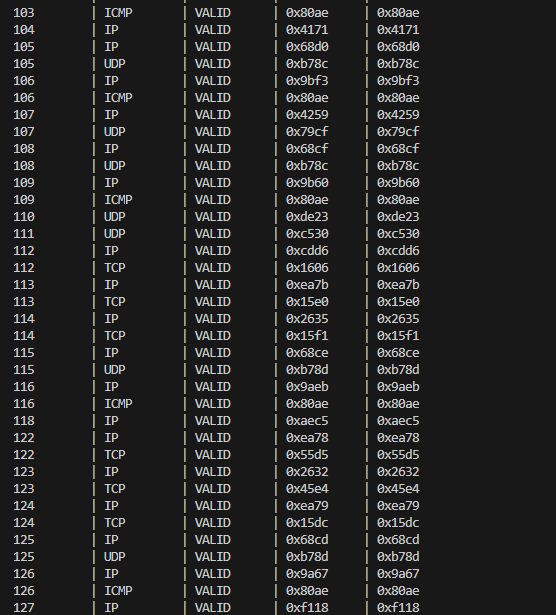 103 | ICMP | VALID | 0x80ae | 0x80ae
104 | IP | VALID | 0x4171 | 0x4171
105 | IP | VALID | 0x68d0 | 0x68d0
105 | UDP | VALID | 0xb78c | 0xb78c
106 | IP | VALID | 0x9bf3 | 0x9bf3
106 | ICMP | VALID | 0x80ae | 0x80ae
107 | IP | VALID | 0x4259 | 0x4259
107 | UDP | VALID | 0x79cf | 0x79cf
108 | IP | VALID | 0x68cf | 0x68cf
108 | UDP | VALID | 0xb78c | 0xb78c
109 | IP | VALID | 0x9b60 | 0x9b60
109 | ICMP | VALID | 0x80ae | 0x80ae
110 | UDP | VALID | 0xde23 | 0xde23
111 | UDP | VALID | 0xc530 | 0xc530
112 | IP | VALID | 0xcdd6 | 0xcdd6
112 | TCP | VALID | 0x1606 | 0x1606
113 | IP | VALID | 0xea7b | 0xea7b
113 | TCP | VALID | 0x15e0 | 0x15e0
114 | IP | VALID | 0x2635 | 0x2635
114 | TCP | VALID | 0x15f1 | 0x15f1
115 | IP | VALID | 0x68ce | 0x68ce
115 | UDP | VALID | 0xb78d | 0xb78d
116 | IP | VALID | 0x9aeb | 0x9aeb
116 | ICMP | VALID | 0x80ae | 0x80ae
118 | IP | VALID | 0xaec5 | 0xaec5
122 | IP | VALID | 0xea78 | 0xea78
122 | TCP | VALID | 0x55d5 | 0x55d5
123 | IP | VALID | 0x2632 | 0x2632
123 | TCP | VALID | 0x45e4 | 0x45e4
124 | IP | VALID | 0xea79 | 0xea79
124 | TCP | VALID | 0x15dc | 0x15dc
125 | IP | VALID | 0x68cd | 0x68cd
125 | UDP | VALID | 0xb78d | 0xb78d
126 | IP | VALID | 0x9a67 | 0x9a67
126 | ICMP | VALID | 0x80ae | 0x80ae
127 | IP | VALID | 0xf118 | 0xf118